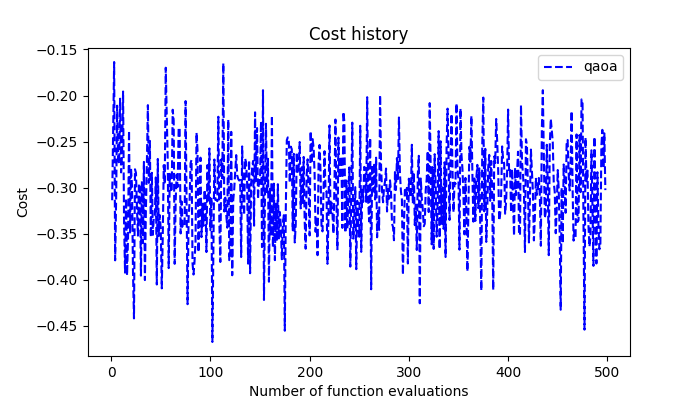 Cost history
qaoa
Cost
−0.15
−0.20
−0.25
−0.30
−0.35
−0.40
−0.45
0 100 200 300 400 500
Number of function evaluations